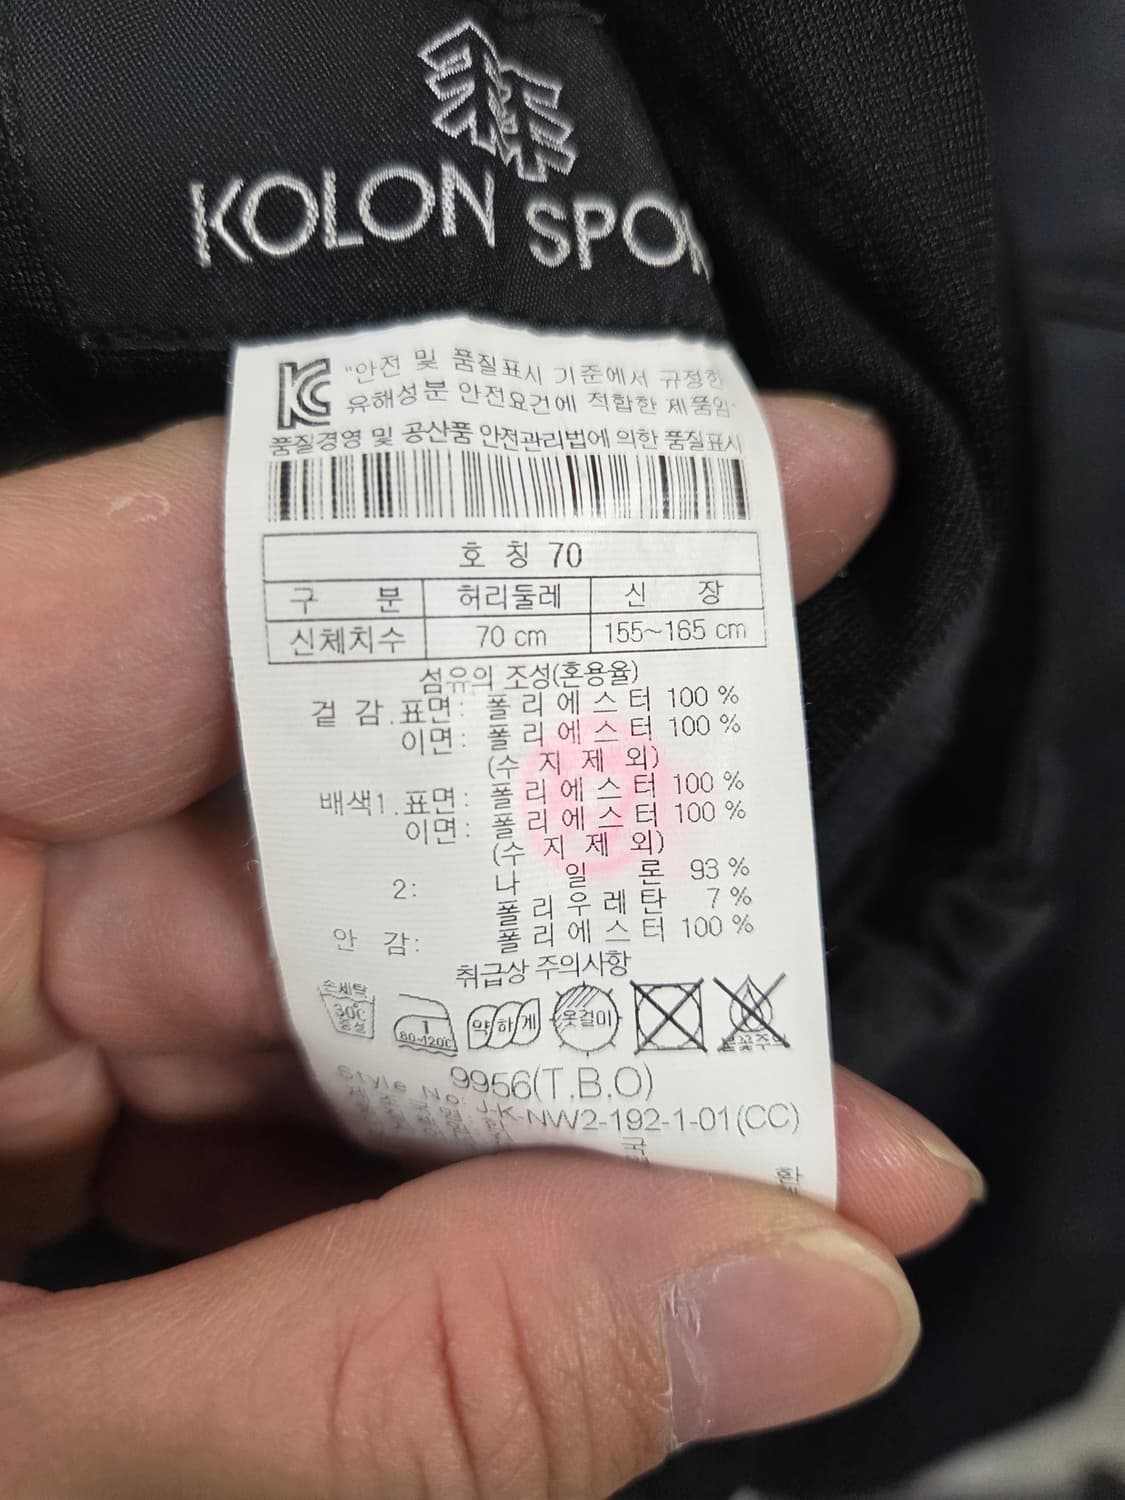 KOLON SPOR
KC "안전 및 품질표시 기준에서 규정한
유해성분 안전요건에 적합한 제품임"
품질경영 및 공산품 안전관리법에 의한 품질표시
호 칭 70
구 분 허리둘레 신 장
신체치수 70 cm 155~165 cm
섬유의 조성(혼용율)
겉 감. 표면: 폴 리 에 스 터 100 %
이면: 폴 리 에 스 터 100 %
(수 지 제 외)
배색1. 표면: 폴 리 에 스 터 100 %
이면: 폴 리 에 스 터 100 %
(수 지 제 외)
2: 나 일 론 93 %
폴 리 우 레 탄 7 %
안 감: 폴 리 에 스 터 100 %
취급상 주의사항
손세탁 30℃ 중성 1 80~120℃ 약하게 옷걸이 불꽃주의
9956(T.B.O)
Style No: J-K-NW2-192-1-01(CC)